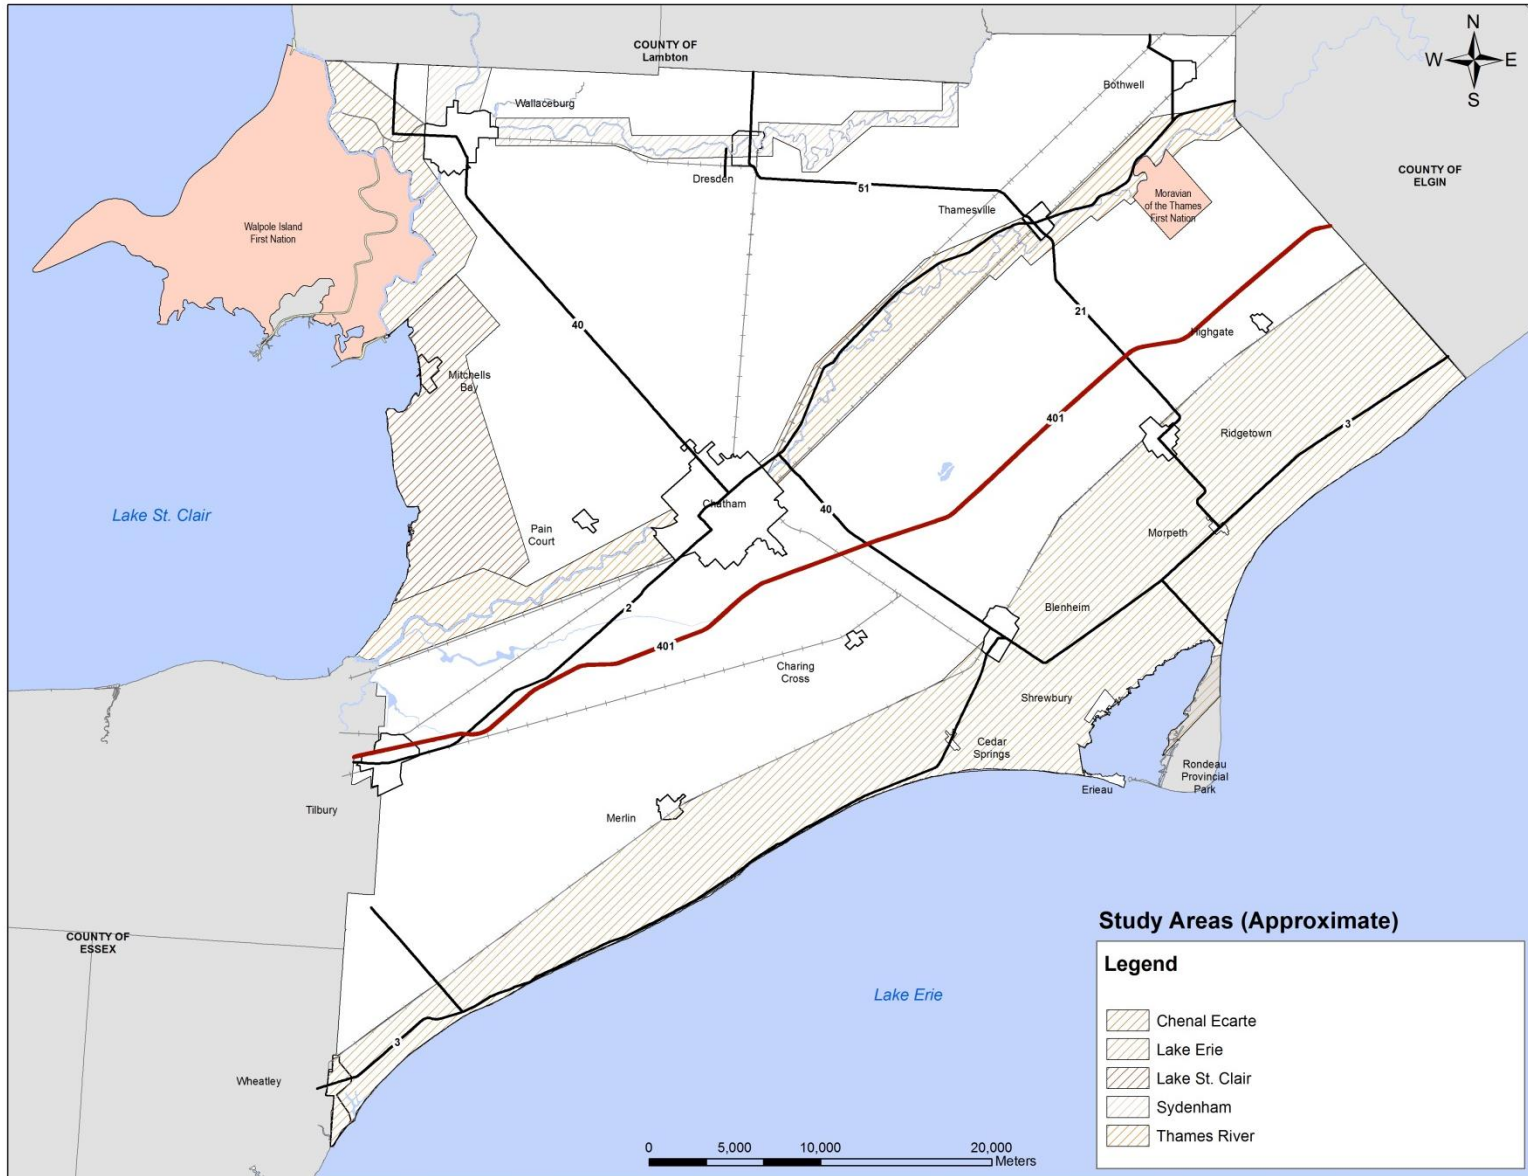 N
W E
S
COUNTY OF
Lambton
Bothwell
Wallaceburg
COUNTY OF
ELGIN
Dresden
51
Moravian
of the Thames
First Nation
Thamesville
Walpole Island
First Nation
40
21
Highgate
Mitchells
Bay
401
3
Ridgetown
Chatham
40
Lake St. Clair
Pain
Court
Morpeth
2
Blenheim
401
Charing
Cross
Shrewbury
Cedar
Springs
Rondeau
Provincial
Park
Erieau
Tilbury
Merlin
COUNTY OF
ESSEX
Lake Erie
3
Wheatley
Study Areas (Approximate)
Legend
Chenal Ecarte
Lake Erie
Lake St. Clair
Sydenham
Thames River
0 5,000 10,000 20,000
Meters